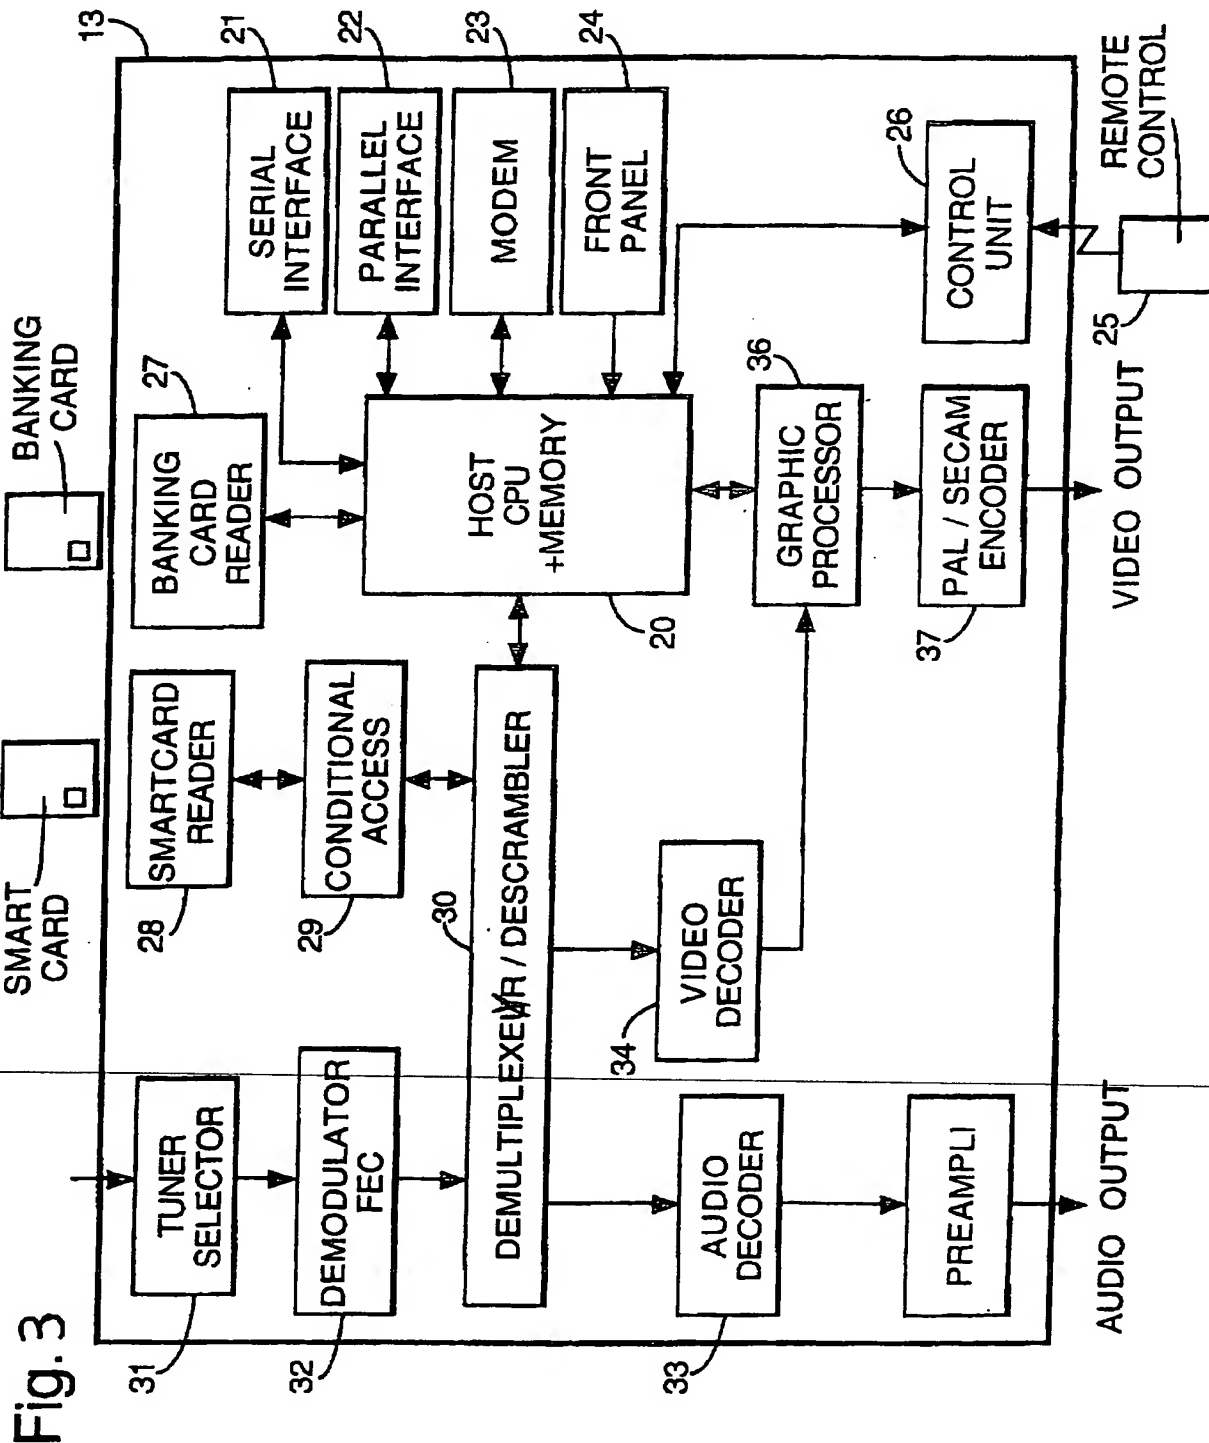 Fig. 3
SMART
CARD
BANKING
CARD
13
31
TUNER
SELECTOR
28
SMARTCARD
READER
27
BANKING
CARD
READER
21
SERIAL
INTERFACE
22
PARALLEL
INTERFACE
23
MODEM
24
FRONT
PANEL
32
DEMODULATOR
FEC
29
CONDITIONAL
ACCESS
30
/ DESCRAMBLER
HOST
CPU
+MEMORY
20
33
AUDIO
DECODER
34
VIDEO
DECODER
36
GRAPHIC
PROCESSOR
26
CONTROL
UNIT
PREAMPLI
37
PAL / SECAM
ENCODER
25
REMOTE
CONTROL
AUDIO OUTPUT
VIDEO OUTPUT